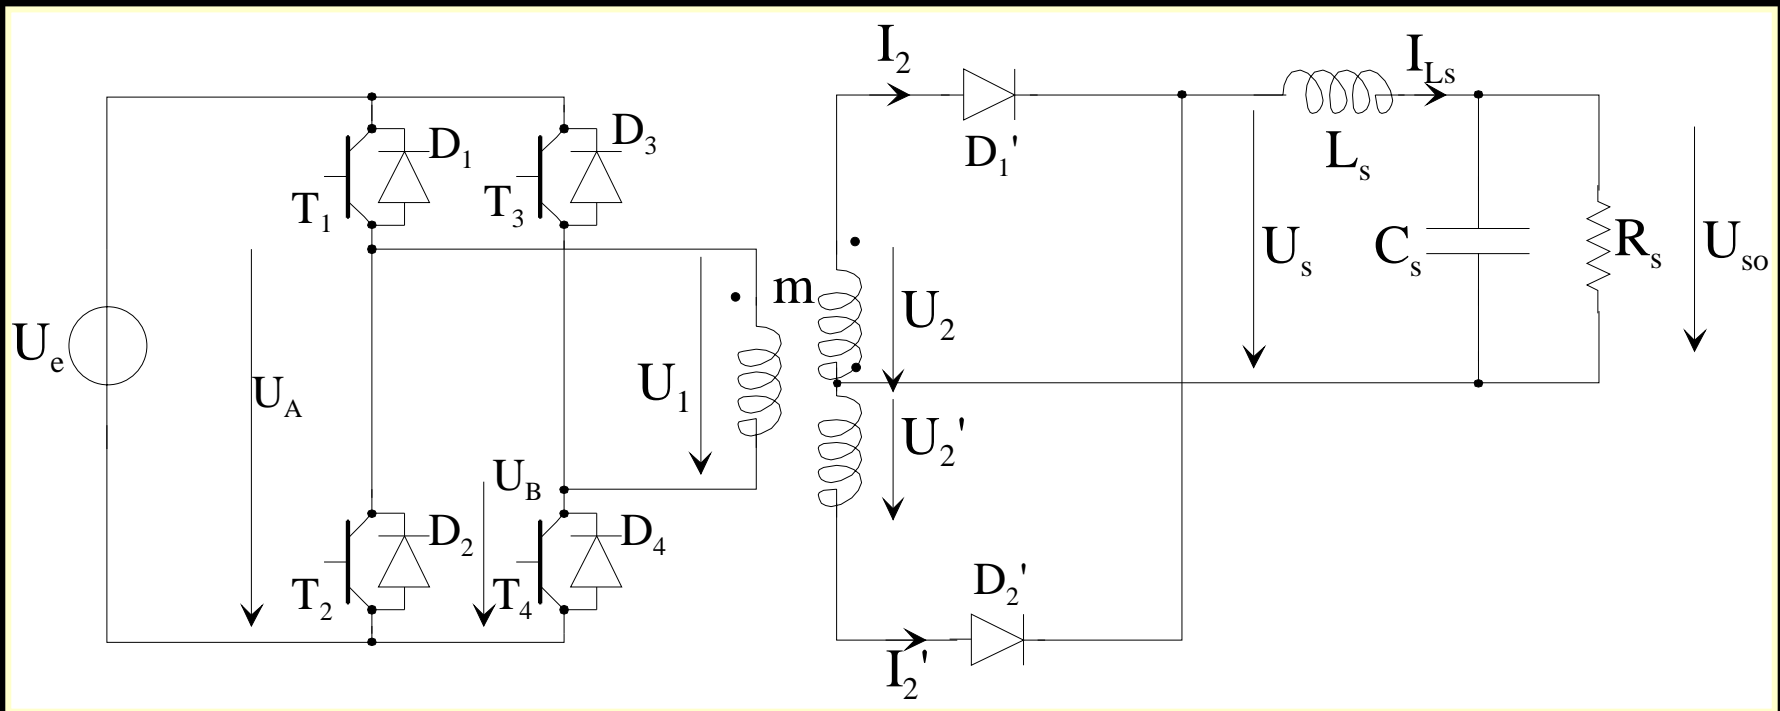 I2
ILs
D1
D3
D1'
Ls
T1
T3
Us
Cs
Rs
Uso
m
U2
Ue
UA
U1
U2'
UB
D2
D4
D2'
T2
T4
I2'